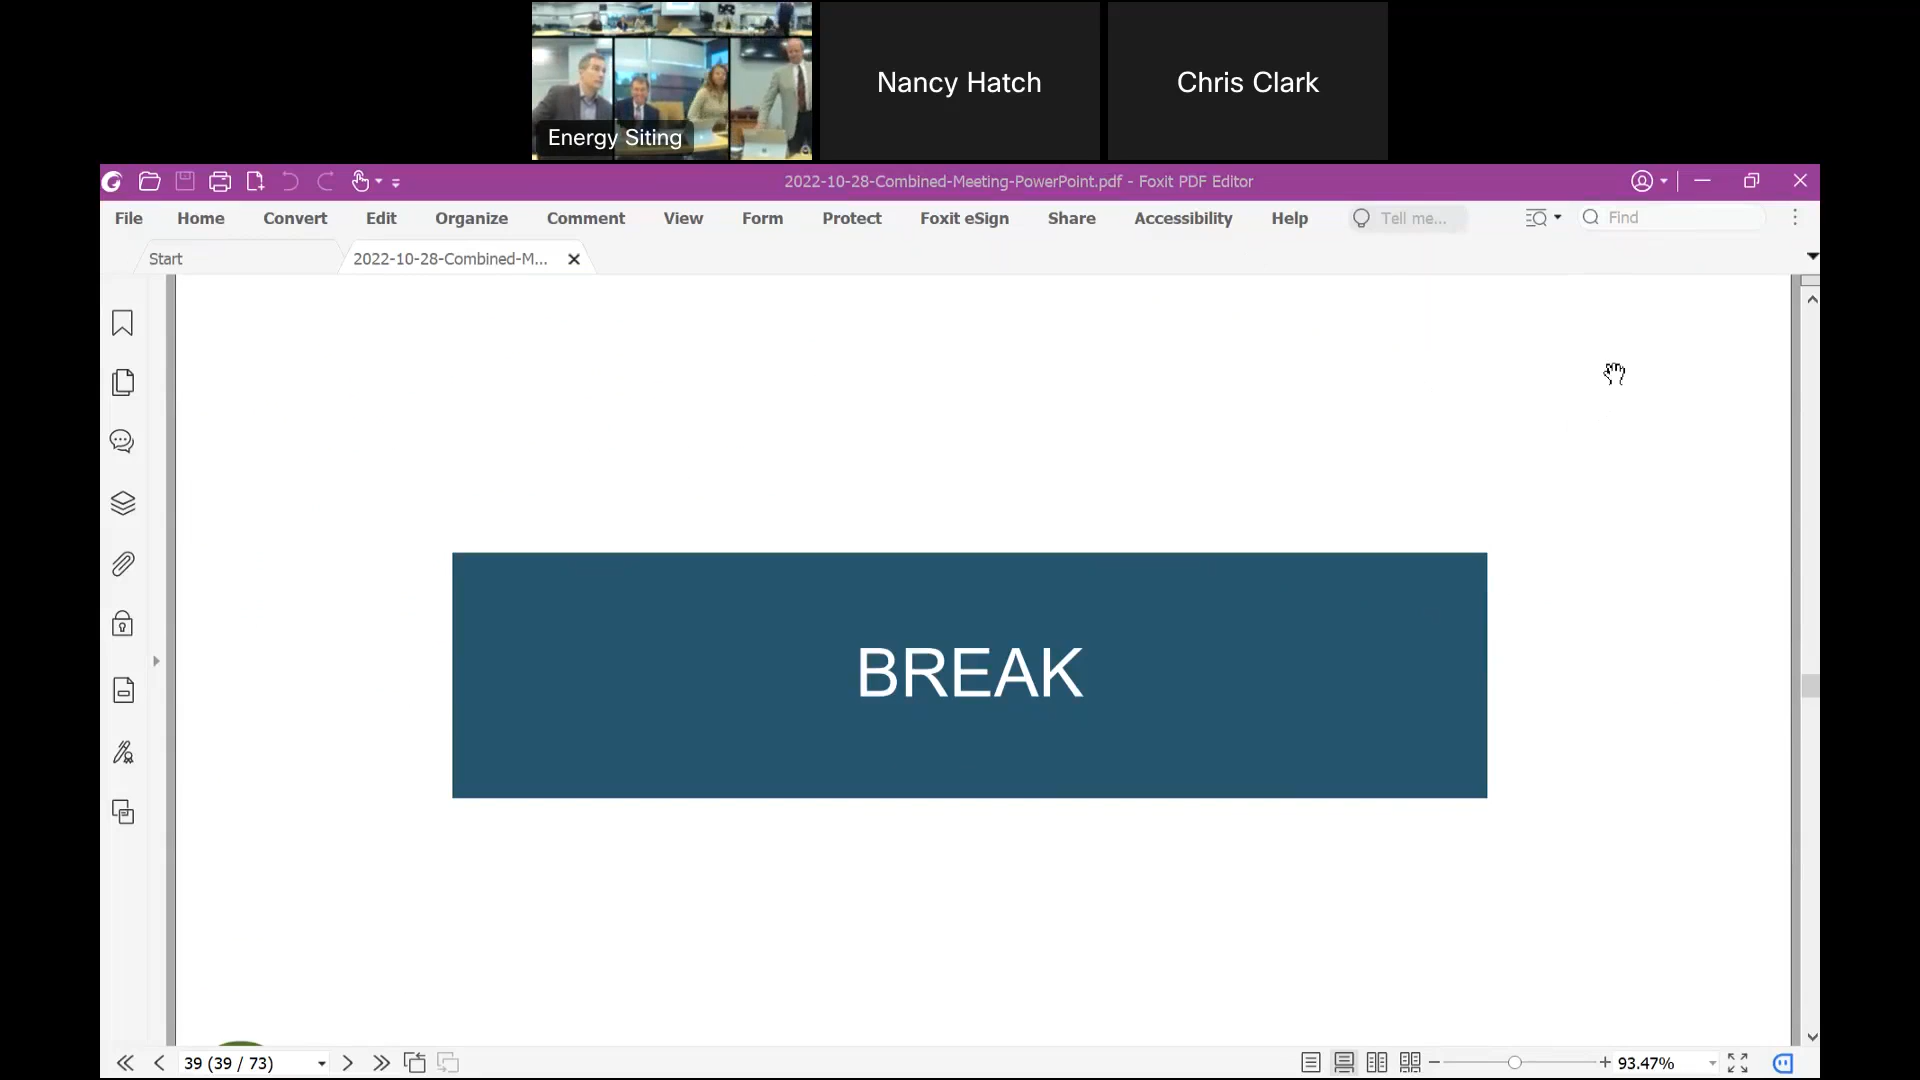 Energy Siting
Nancy Hatch
Chris Clark
2022-10-28-Combined-Meeting-PowerPoint.pdf - Foxit PDF Editor
File Home Convert Edit Organize Comment View Form Protect Foxit eSign Share Accessibility Help Tell me... Find
Start 2022-10-28-Combined-M...
BREAK
39 (39 / 73) 93.47%